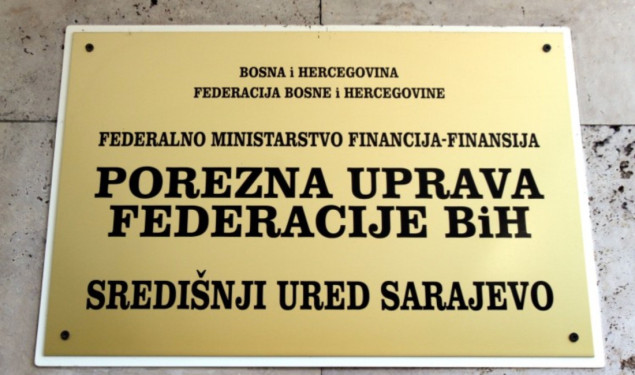 BOSNA i HERCEGOVINA
FEDERACIJA BOSNE i HERCEGOVINE
FEDERALNO MINISTARSTVO FINANCIJA-FINANSIJA
POREZNA UPRAVA
FEDERACIJE BiH
SREDIŠNJI URED SARAJEVO